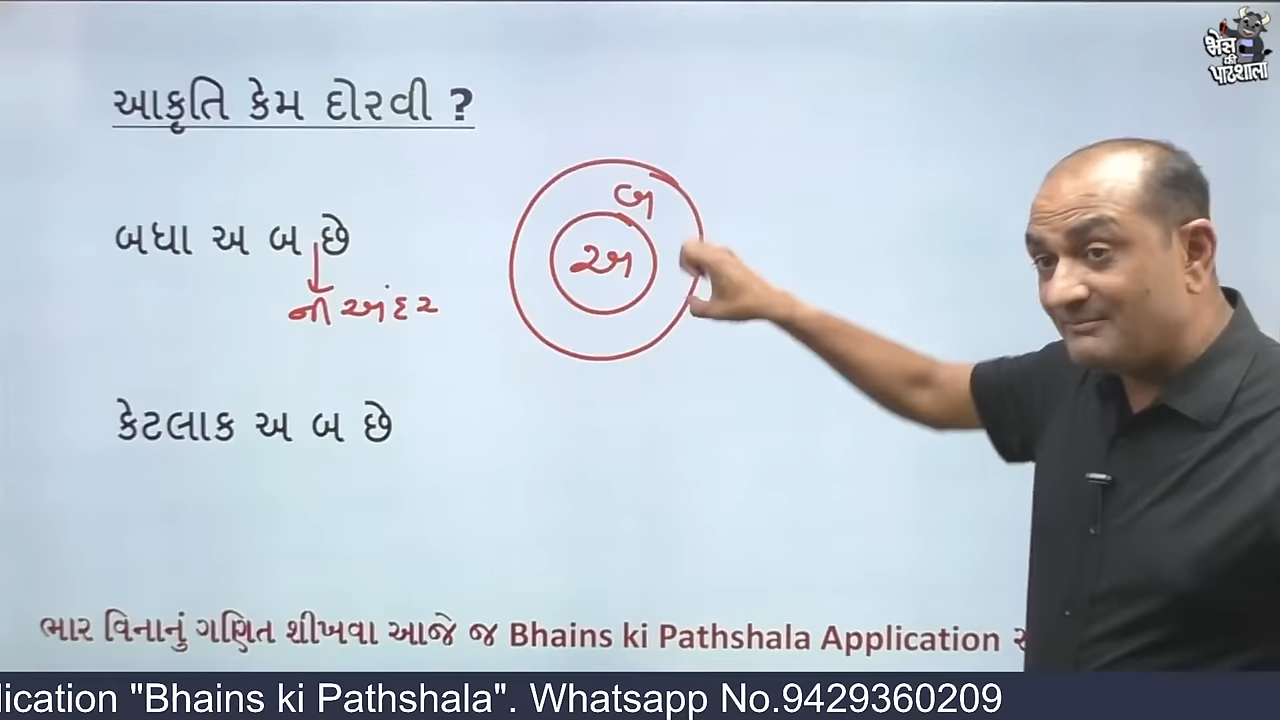 भैंस
की
पाठशाला
આકૃતિ કેમ દોરવી ?
બધા અ બ છે
ની અંદર
બ
અ
કેટલાક અ બ છે
ભાર વિનાનું ગણિત શીખવા આજે જ Bhains ki Pathshala Application
lication "Bhains ki Pathshala". Whatsapp No.9429360209